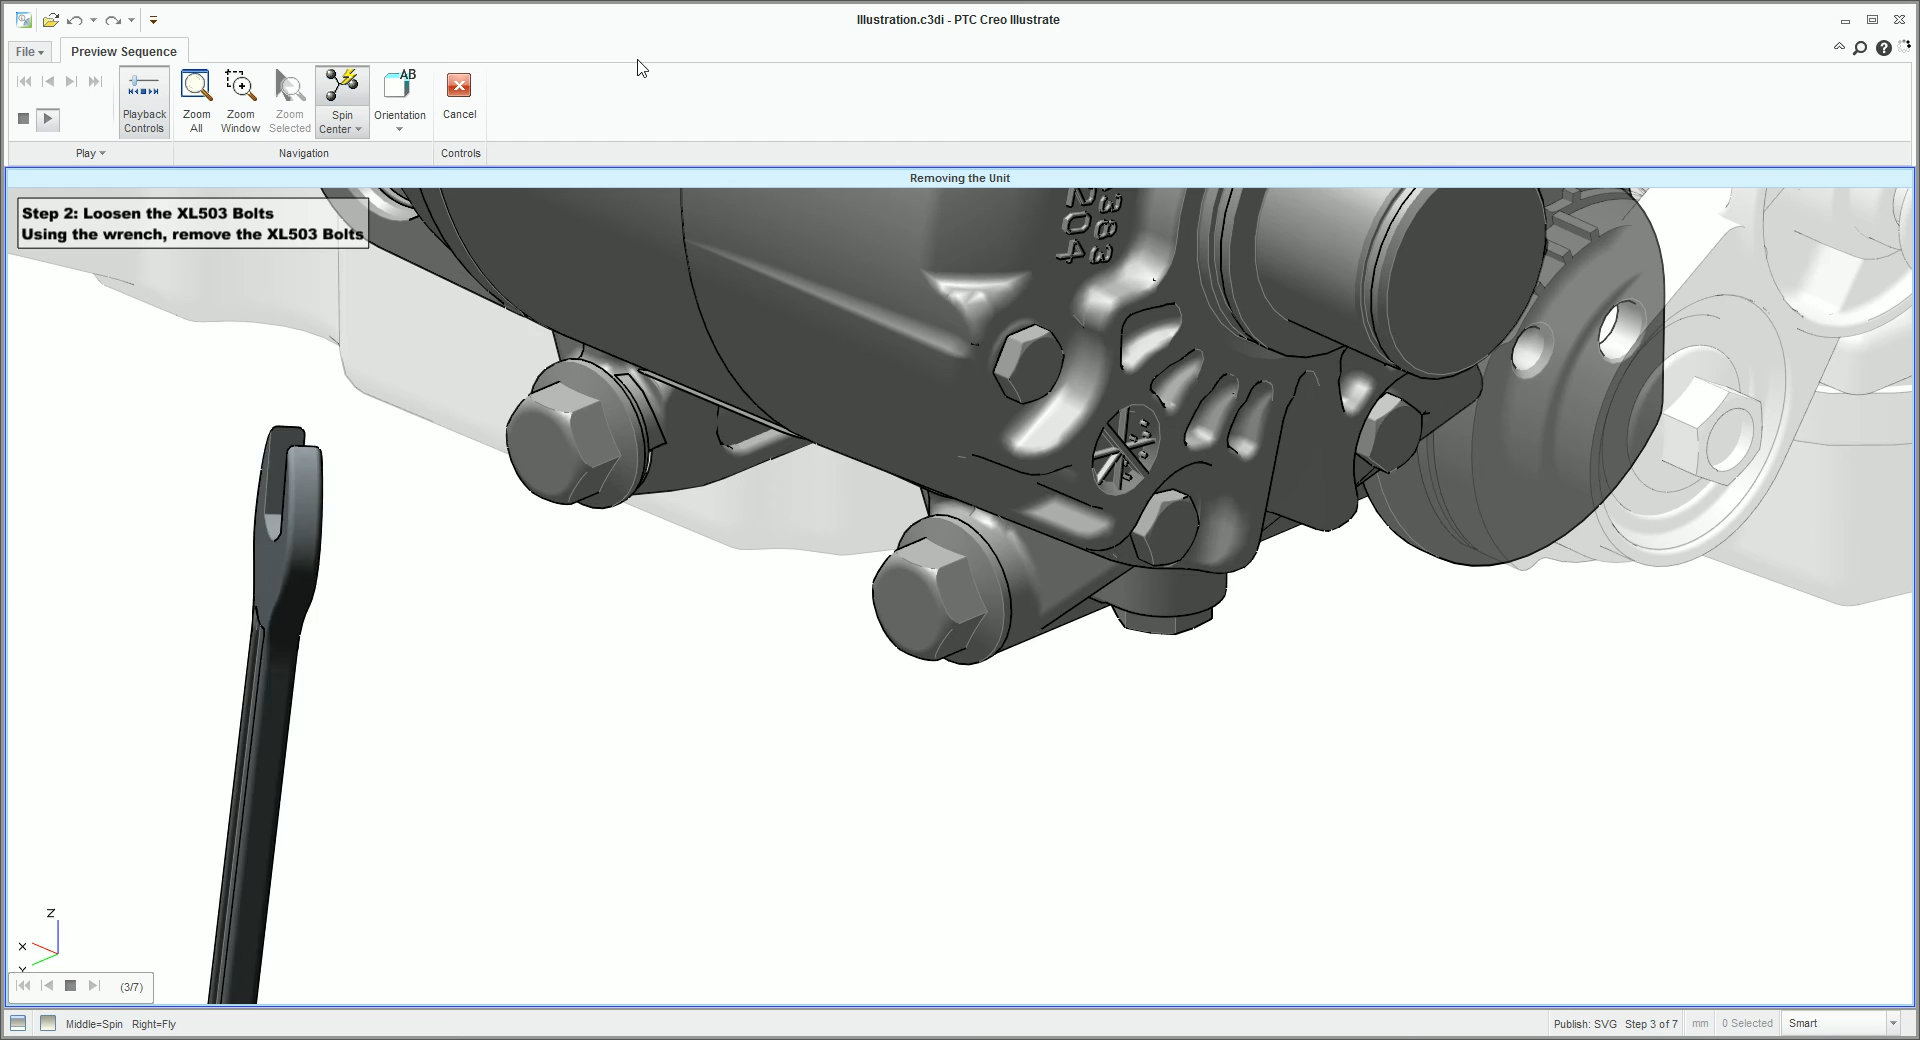 Illustration.c3di - PTC Creo Illustrate
File
Preview Sequence
Playback Controls
Zoom All
Zoom Window
Zoom Selected
Spin Center
AB
Orientation
Cancel
Play
Navigation
Controls
Removing the Unit
Step 2: Loosen the XL503 Bolts
Using the wrench, remove the XL503 Bolts
383
204
Z
X
Y
(3/7)
Middle=Spin Right=Fly
Publish: SVG Step 3 of 7
mm
0 Selected
Smart